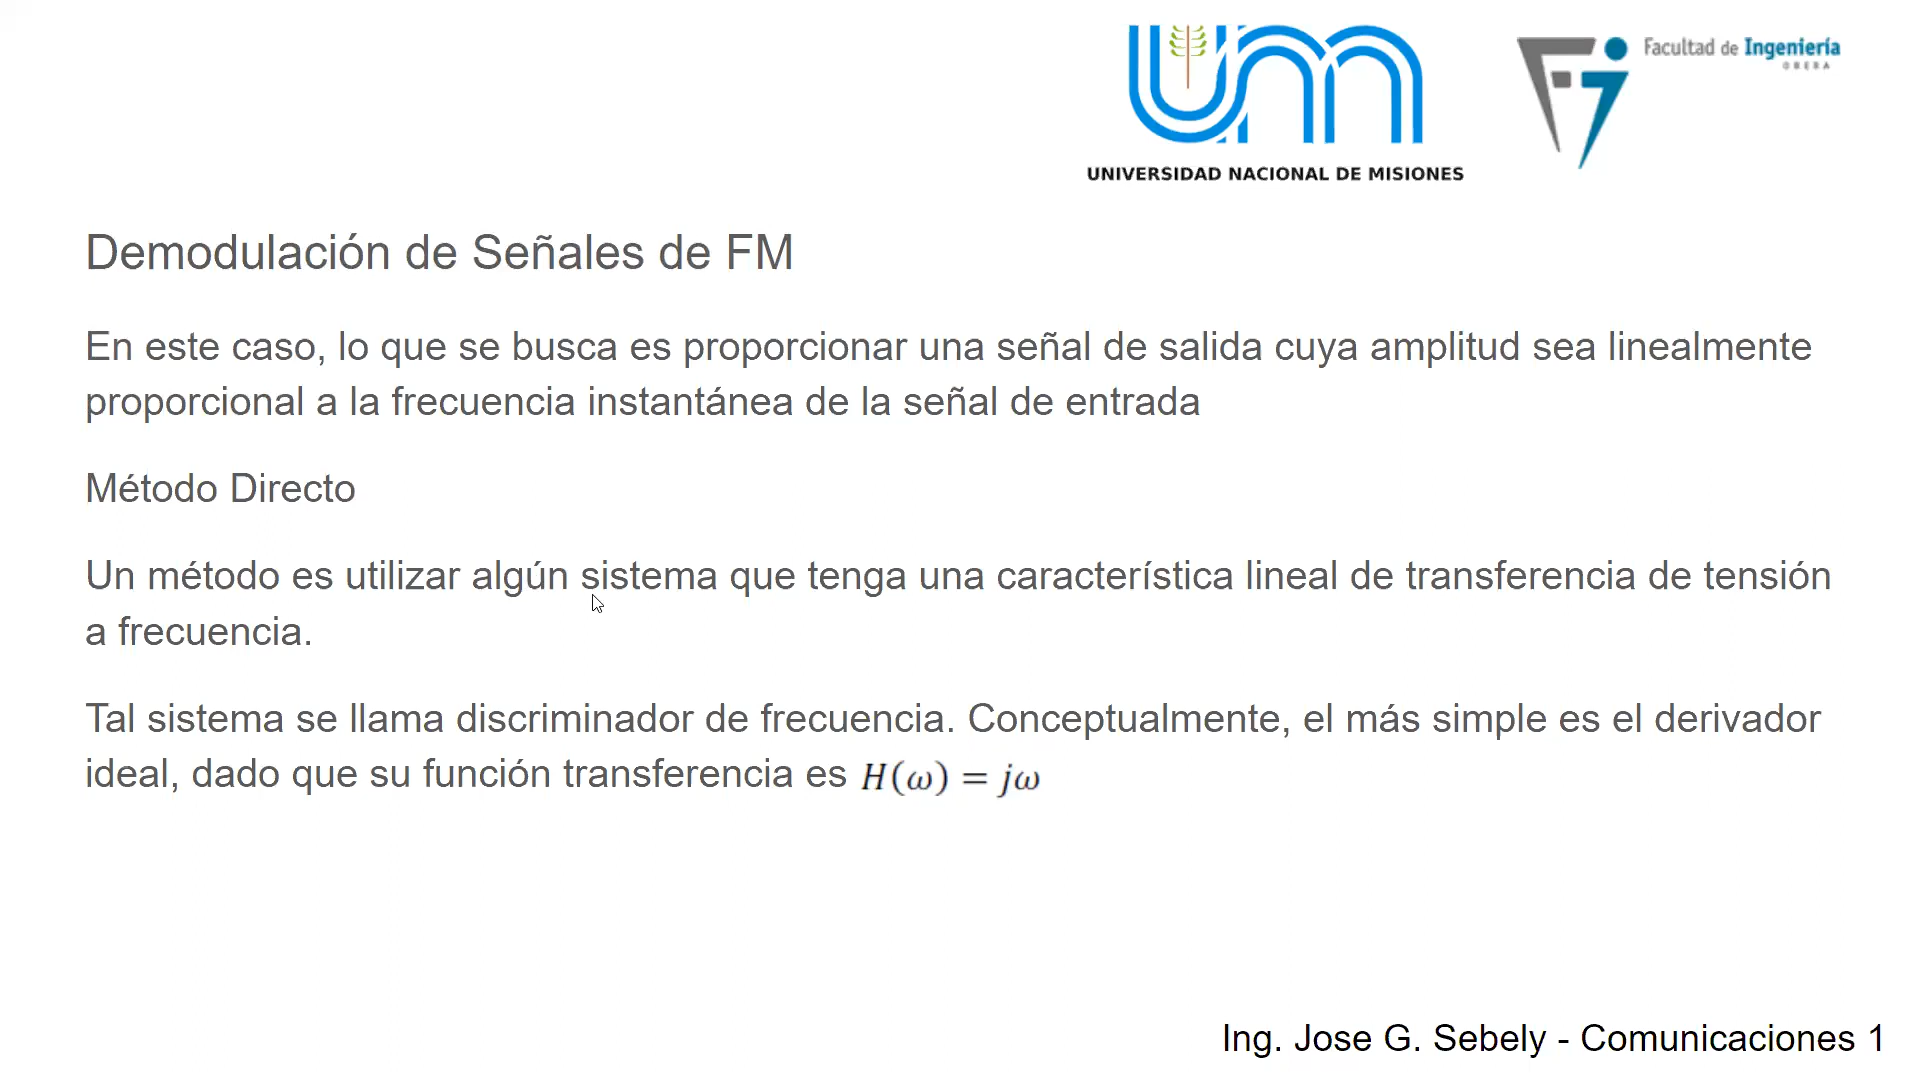 UNIVERSIDAD NACIONAL DE MISIONES
Facultad de Ingeniería
OBERA
Demodulación de Señales de FM
En este caso, lo que se busca es proporcionar una señal de salida cuya amplitud sea linealmente
proporcional a la frecuencia instantánea de la señal de entrada
Método Directo
Un método es utilizar algún sistema que tenga una característica lineal de transferencia de tensión
a frecuencia.
Tal sistema se llama discriminador de frecuencia. Conceptualmente, el más simple es el derivador
ideal, dado que su función transferencia es H(ω) = jω
Ing. Jose G. Sebely - Comunicaciones 1